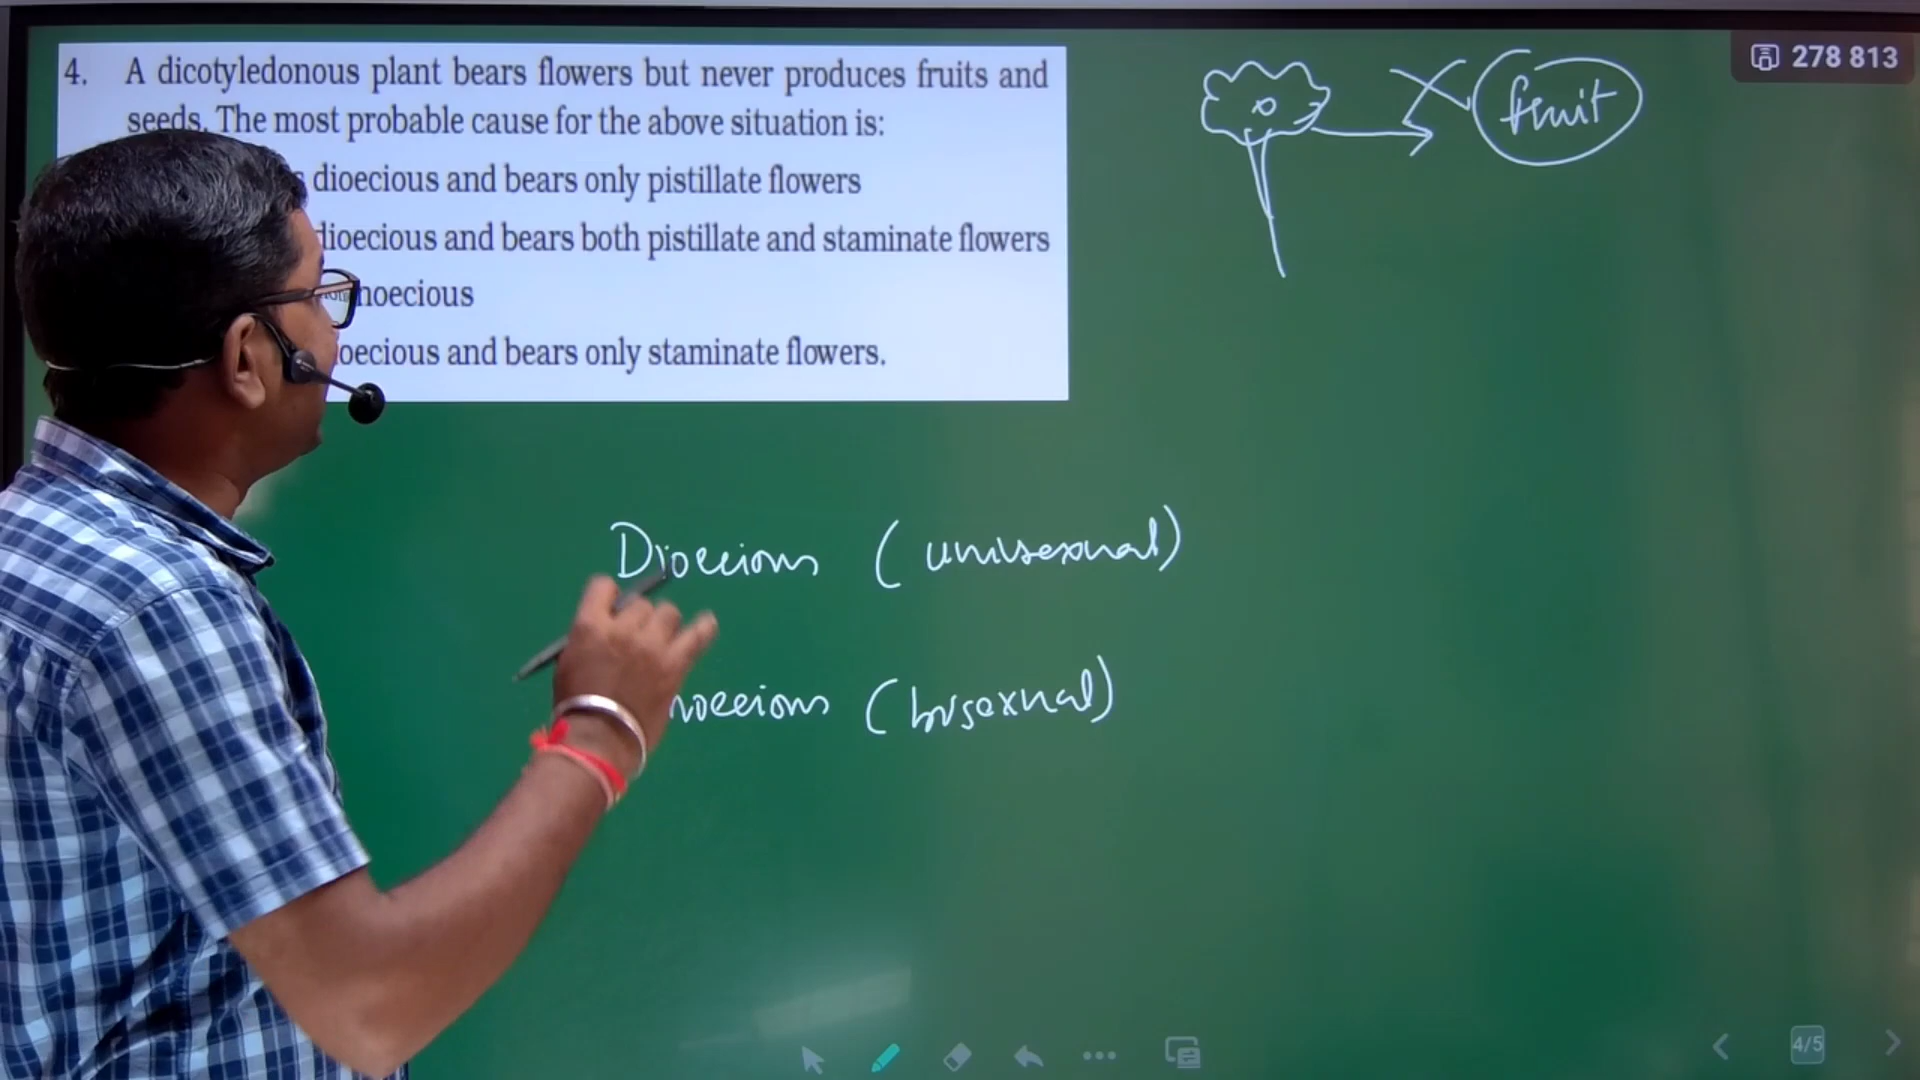 4. A dicotyledonous plant bears flowers but never produces fruits and
seeds. The most probable cause for the above situation is:
dioecious and bears only pistillate flowers
dioecious and bears both pistillate and staminate flowers
noecious
oecious and bears only staminate flowers.
fruit
278 813
Dioecious (unisexual)
noecious (bisexual)
4/5